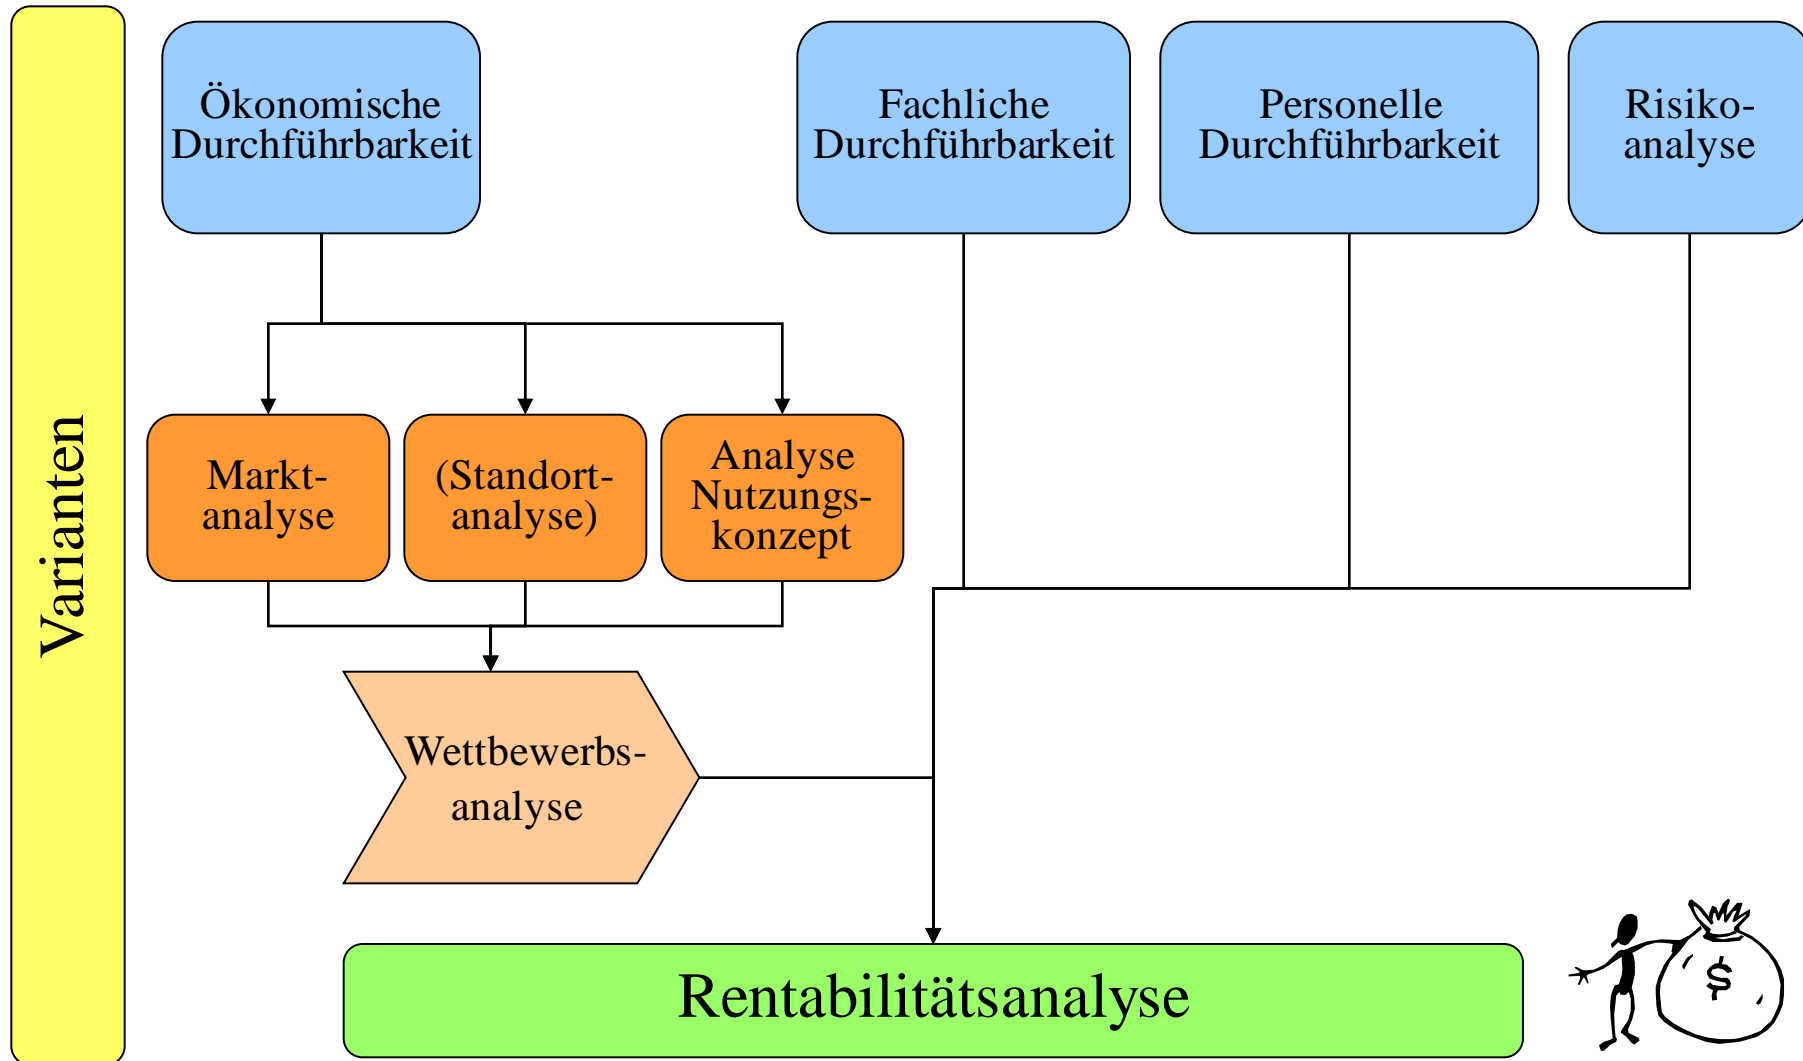 Varianten
Ökonomische
Durchführbarkeit
Fachliche
Durchführbarkeit
Personelle
Durchführbarkeit
Risiko-
analyse
Markt-
analyse
(Standort-
analyse)
Analyse
Nutzungs-
konzept
Wettbewerbs-
analyse
Rentabilitätsanalyse
$